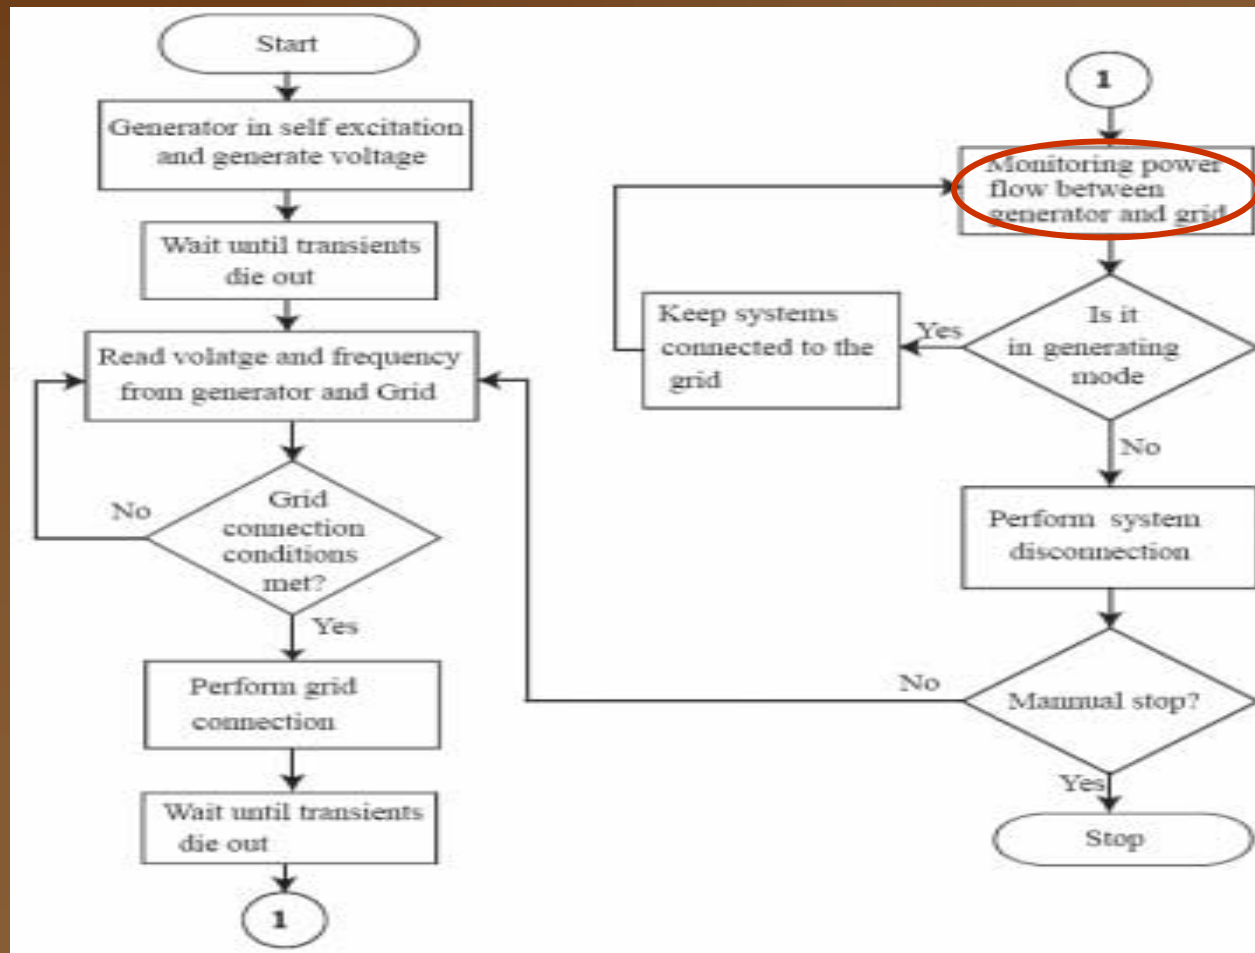 Start
Generator in self excitation
and generate voltage
Wait until transients
die out
Read volatge and frequency
from generator and Grid
Grid
connection
conditions
met?
No
Yes
Perform grid
connection
Wait until transients
die out
1
1
Monitoring power
flow between
generator and grid
Is it
in generating
mode
Yes
Keep systems
connected to the
grid
No
Perform system
disconnection
Mannual stop?
No
Yes
Stop